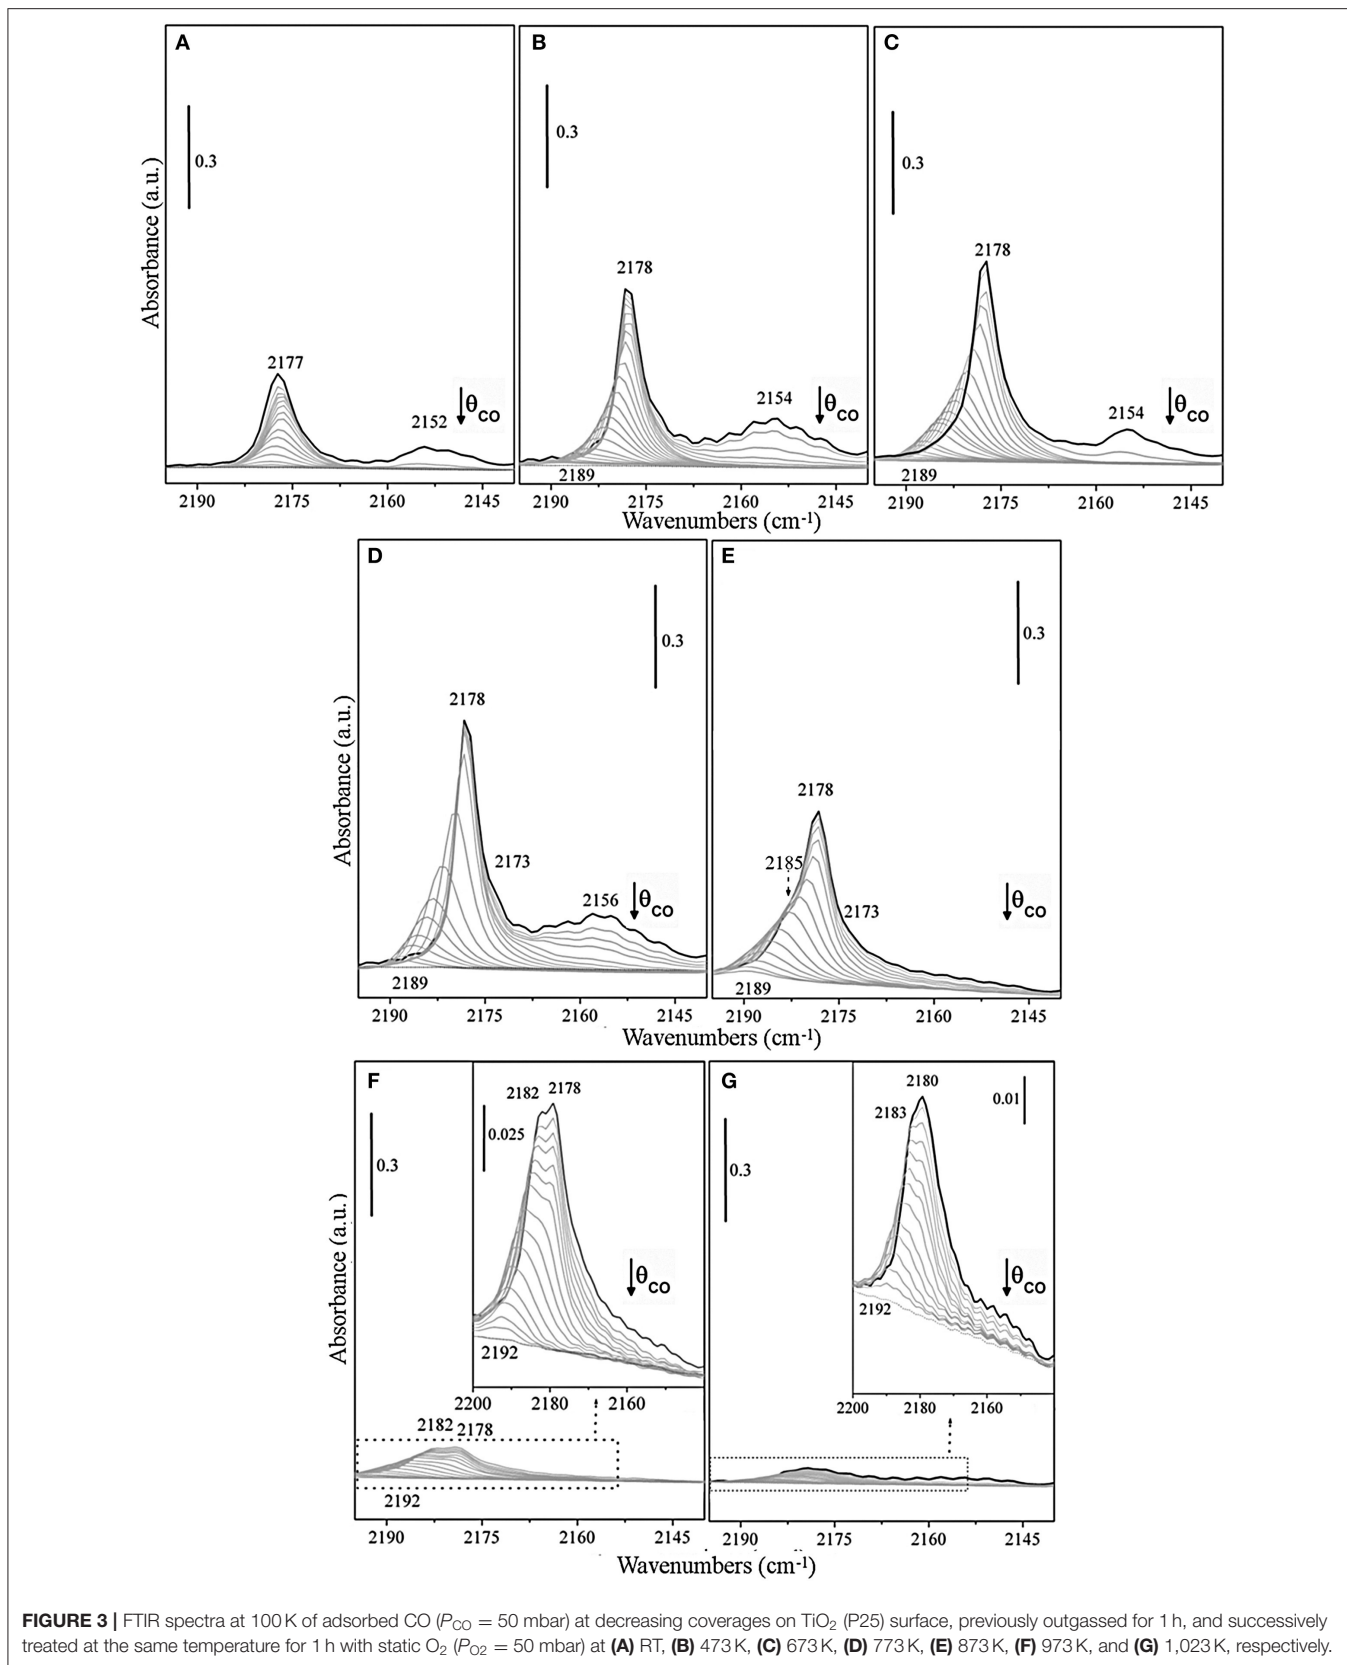 A
0.3
2177
2152
θCO
2190 2175 2160 2145
B
0.3
2178
2154
θCO
2189
2190 2175 2160 2145
C
0.3
2178
2154
θCO
2189
2190 2175 2160 2145
Absorbance (a.u.)
Wavenumbers (cm-1)
D
0.3
2178
2173
2156
θCO
2189
2190 2175 2160 2145
E
0.3
2178
2185
2173
θCO
2189
2190 2175 2160 2145
Absorbance (a.u.)
Wavenumbers (cm-1)
F
0.3
2182 2178
0.025
θCO
2192
2200 2180 2160
2182 2178
2192
2190 2175 2160 2145
G
0.3
2180
2183
0.01
θCO
2192
2200 2180 2160
2190 2175 2160 2145
Absorbance (a.u.)
Wavenumbers (cm-1)
FIGURE 3 | FTIR spectra at 100 K of adsorbed CO (PCO = 50 mbar) at decreasing coverages on TiO2 (P25) surface, previously outgassed for 1 h, and successively
treated at the same temperature for 1 h with static O2 (PO2 = 50 mbar) at (A) RT, (B) 473 K, (C) 673 K, (D) 773 K, (E) 873 K, (F) 973 K, and (G) 1,023 K, respectively.